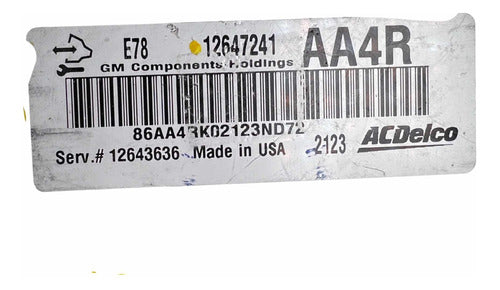 E78 12647241 AA4R
GM Components Holdings
86AA4RK02123ND72
Serv.# 12643636 Made in USA 2123 ACDelco